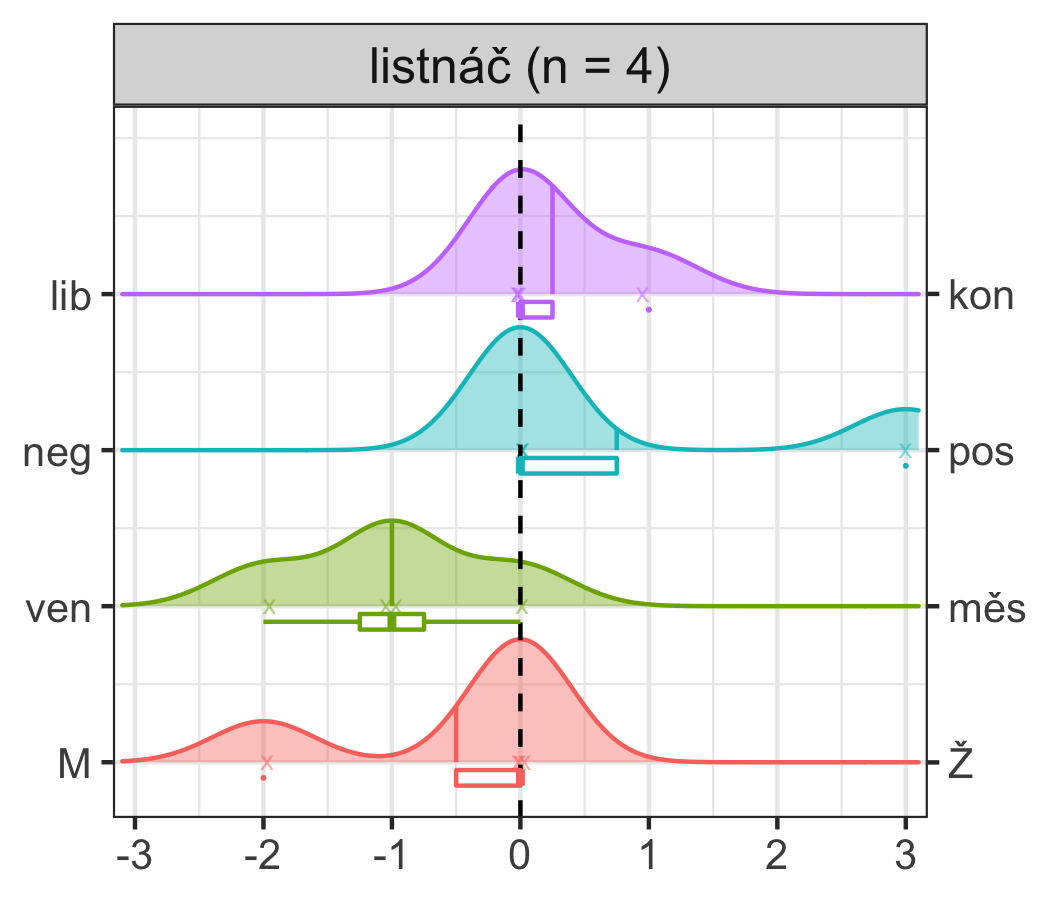 listnáč (n = 4)
lib kon
neg pos
ven měs
M Ž
-3 -2 -1 0 1 2 3